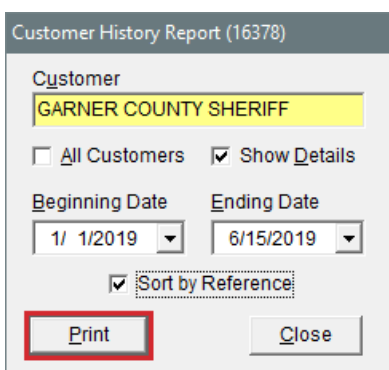 Customer History Report (16378)
Customer
GARNER COUNTY SHERIFF
All Customers Show Details
Beginning Date Ending Date
1/ 1/2019 6/15/2019
Sort by Reference
Print Close